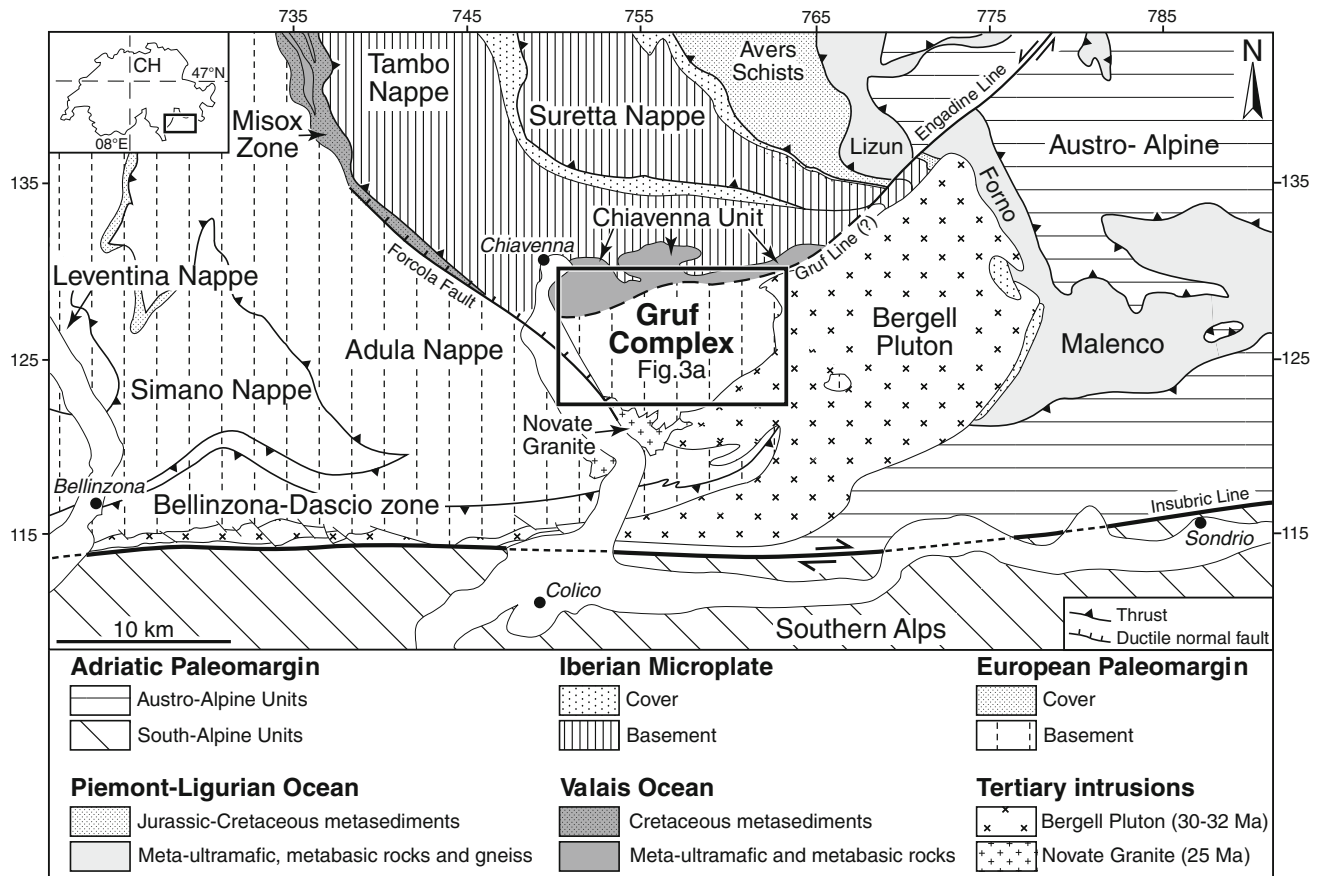 735 745 755 765 775 785
CH
47°N
08°E
N
Tambo
Nappe
Avers
Schists
Engadine Line
Suretta Nappe
Misox
Zone
Lizun
Austro- Alpine
135
135
Forno
Chiavenna Unit
Chiavenna
Gruf Line (?)
Forcola Fault
Leventina Nappe
Gruf
Complex
Fig.3a
Bergell
Pluton
Malenco
125
125
Adula Nappe
Simano Nappe
Novate
Granite
Bellinzona
Bellinzona-Dascio zone
Insubric Line
115
115
Sondrio
Colico
10 km
Southern Alps
Thrust
Ductile normal fault
Adriatic Paleomargin
Austro-Alpine Units
South-Alpine Units
Iberian Microplate
Cover
Basement
European Paleomargin
Cover
Basement
Piemont-Ligurian Ocean
Jurassic-Cretaceous metasediments
Meta-ultramafic, metabasic rocks and gneiss
Valais Ocean
Cretaceous metasediments
Meta-ultramafic and metabasic rocks
Tertiary intrusions
Bergell Pluton (30-32 Ma)
Novate Granite (25 Ma)